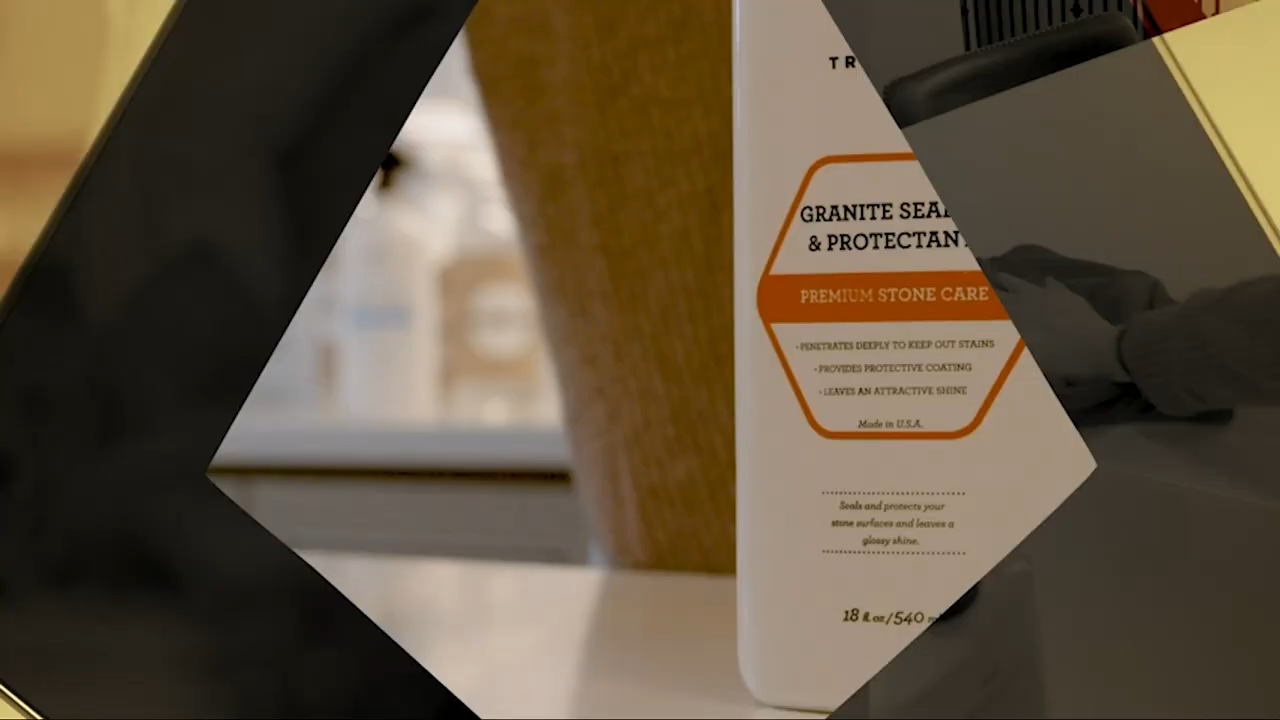 TR
GRANITE SEAL
& PROTECTANT
PREMIUM STONE CARE
• PENETRATES DEEPLY TO KEEP OUT STAINS
• PROVIDES PROTECTIVE COATING
• LEAVES AN ATTRACTIVE SHINE
Made in U.S.A.
Seals and protects your
stone surfaces and leaves a
glossy shine.
18 fl oz/540